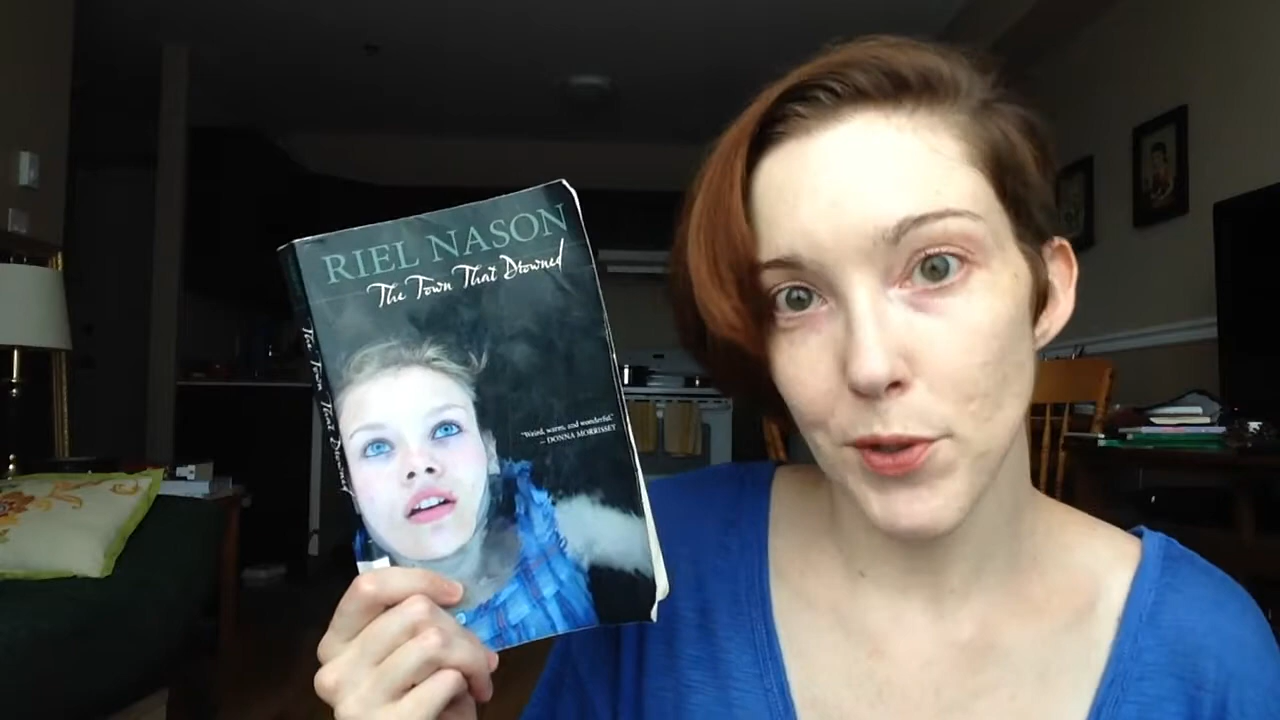 RIEL NASON
The Town That Drowned
"Weird, warm, and wonderful."
– DONNA MORRISSEY
The Town That Drowned